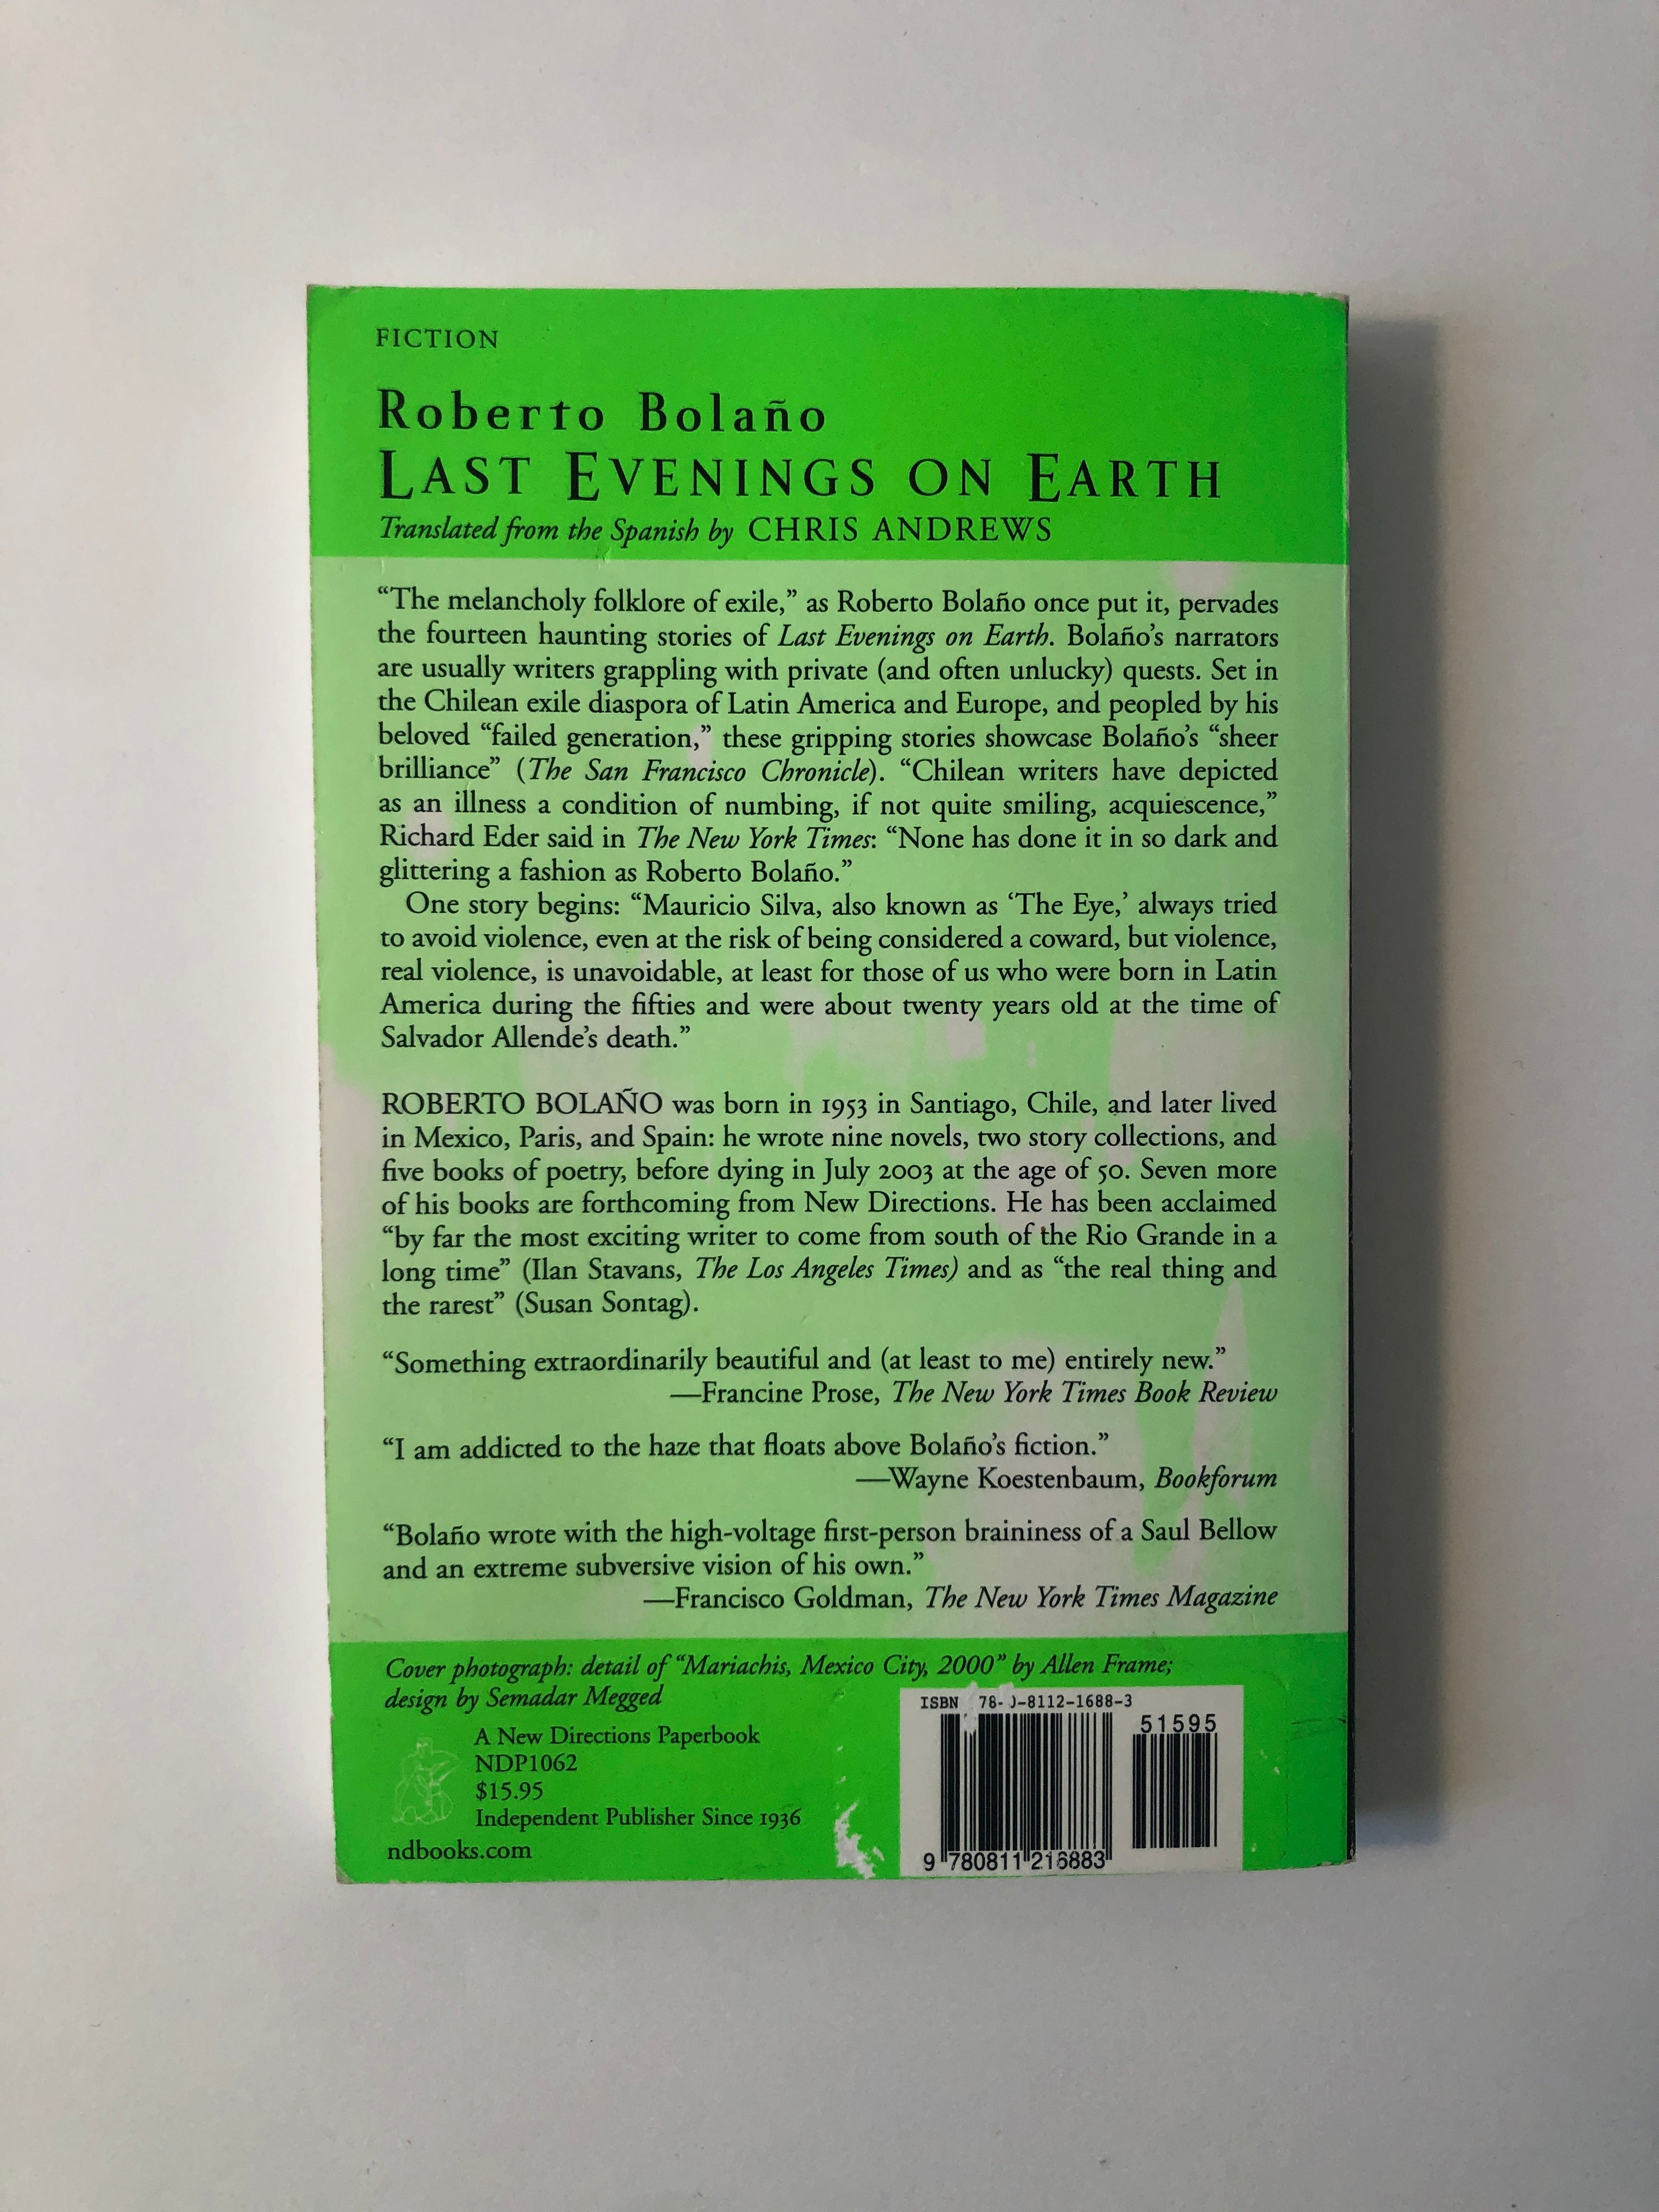 FICTION
Roberto Bolaño
LAST EVENINGS ON EARTH
Translated from the Spanish by CHRIS ANDREWS
“The melancholy folklore of exile,” as Roberto Bolaño once put it, pervades
the fourteen haunting stories of Last Evenings on Earth. Bolaño’s narrators
are usually writers grappling with private (and often unlucky) quests. Set in
the Chilean exile diaspora of Latin America and Europe, and peopled by his
beloved “failed generation,” these gripping stories showcase Bolaño’s “sheer
brilliance” (The San Francisco Chronicle). “Chilean writers have depicted
as an illness a condition of numbing, if not quite smiling, acquiescence,”
Richard Eder said in The New York Times: “None has done it in so dark and
glittering a fashion as Roberto Bolaño.”
One story begins: “Mauricio Silva, also known as ‘The Eye,’ always tried
to avoid violence, even at the risk of being considered a coward, but violence,
real violence, is unavoidable, at least for those of us who were born in Latin
America during the fifties and were about twenty years old at the time of
Salvador Allende’s death.”
ROBERTO BOLAÑO was born in 1953 in Santiago, Chile, and later lived
in Mexico, Paris, and Spain: he wrote nine novels, two story collections, and
five books of poetry, before dying in July 2003 at the age of 50. Seven more
of his books are forthcoming from New Directions. He has been acclaimed
“by far the most exciting writer to come from south of the Rio Grande in a
long time” (Ilan Stavans, The Los Angeles Times) and as “the real thing and
the rarest” (Susan Sontag).
“Something extraordinarily beautiful and (at least to me) entirely new.”
—Francine Prose, The New York Times Book Review
“I am addicted to the haze that floats above Bolaño’s fiction.”
—Wayne Koestenbaum, Bookforum
“Bolaño wrote with the high-voltage first-person braininess of a Saul Bellow
and an extreme subversive vision of his own.”
—Francisco Goldman, The New York Times Magazine
Cover photograph: detail of “Mariachis, Mexico City, 2000” by Allen Frame;
design by Semadar Megged
A New Directions Paperbook
NDP1062
$15.95
Independent Publisher Since 1936
ndbooks.com
ISBN 78- -8112-1688-3
51595
9 780811 216883